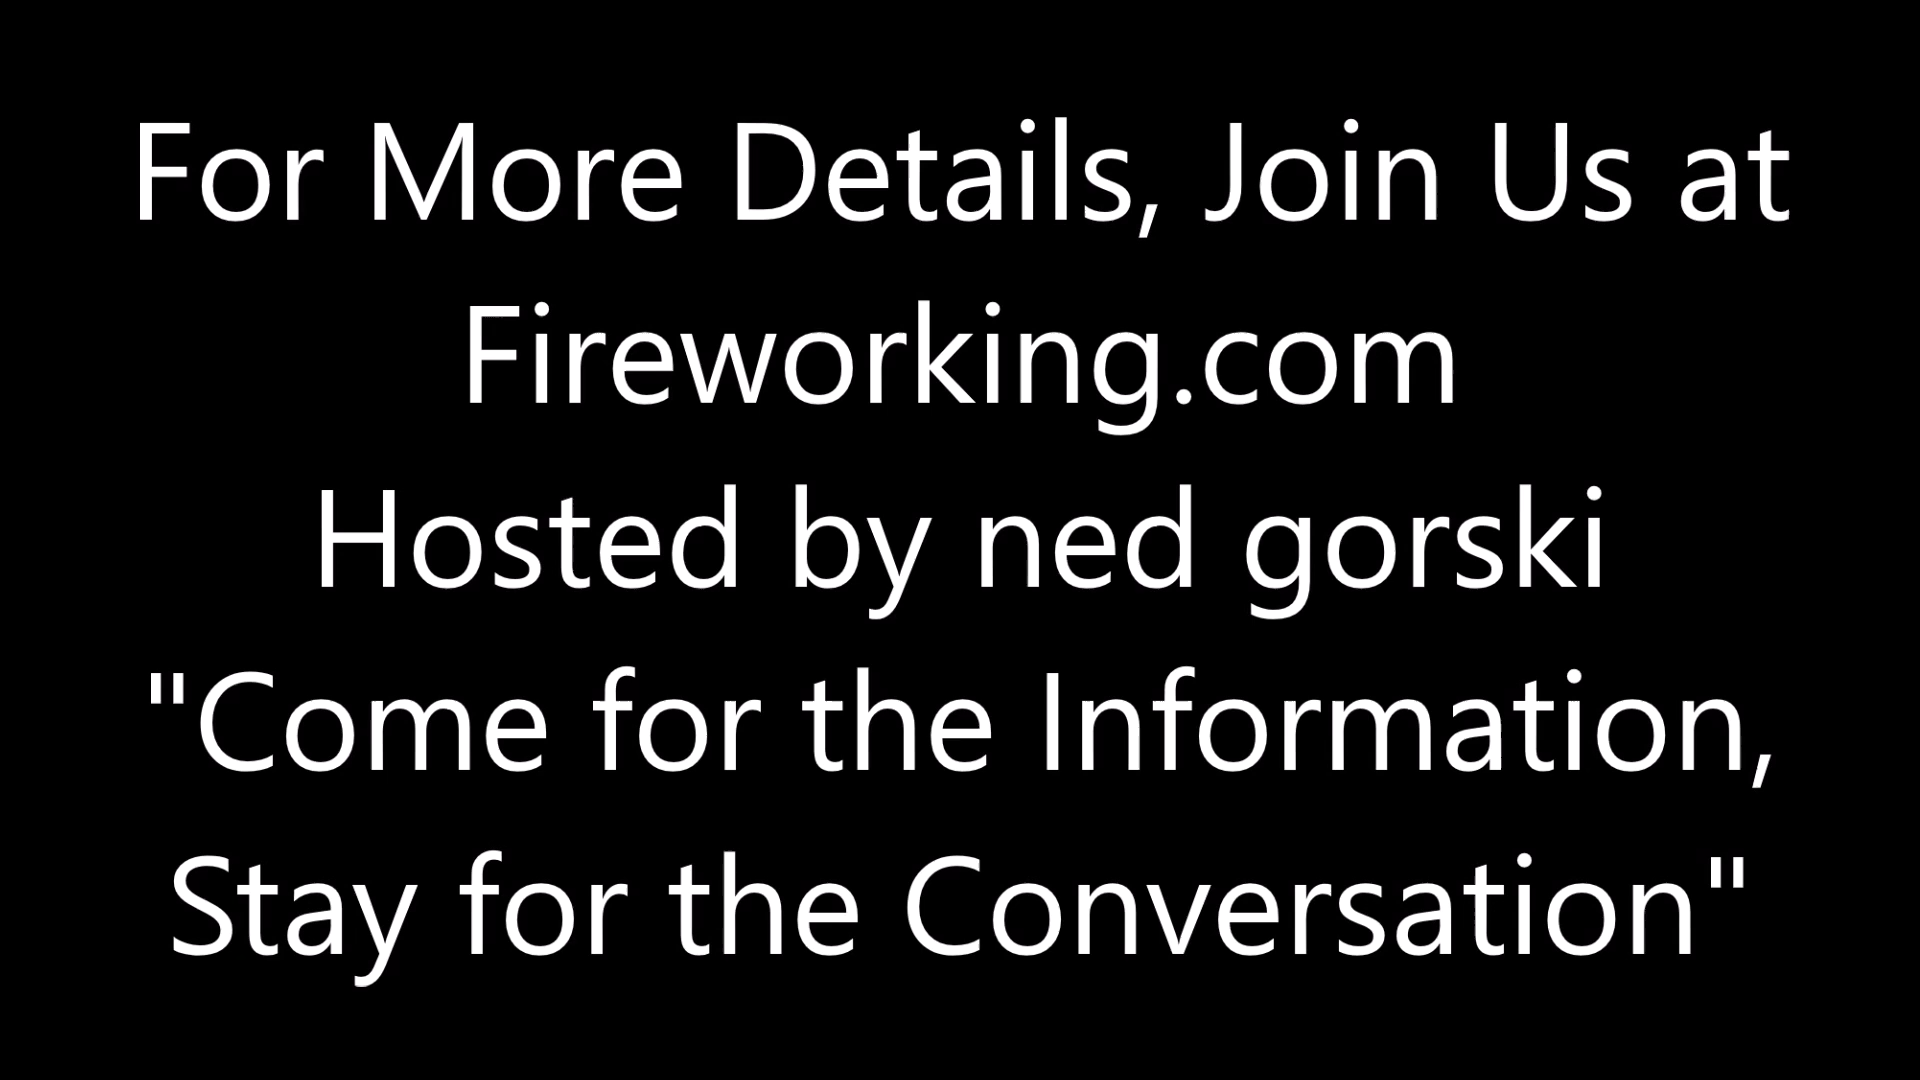 For More Details, Join Us at
Fireworking.com
Hosted by ned gorski
"Come for the Information,
Stay for the Conversation"